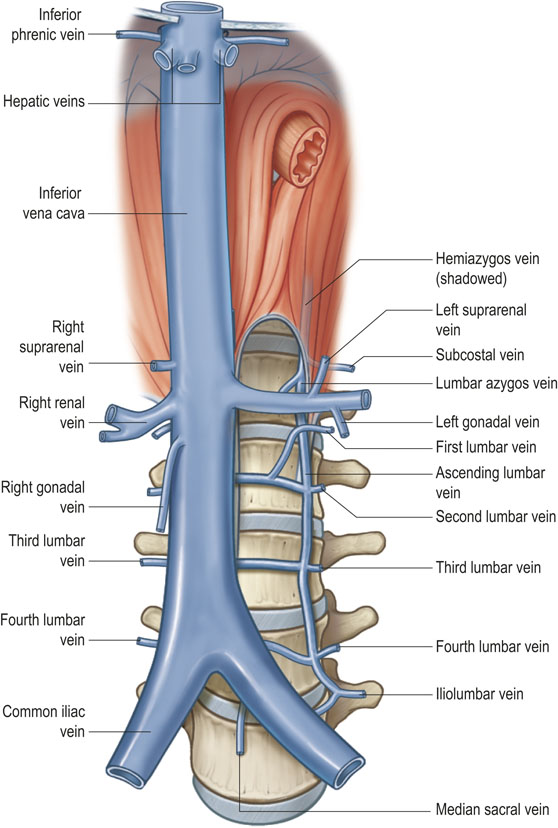 Inferior
phrenic vein
Hepatic veins
Inferior
vena cava
Right
suprarenal
vein
Right renal
vein
Right gonadal
vein
Third lumbar
vein
Fourth lumbar
vein
Common iliac
vein
Hemiazygos vein
(shadowed)
Left suprarenal
vein
Subcostal vein
Lumbar azygos vein
Left gonadal vein
First lumbar vein
Ascending lumbar
vein
Second lumbar vein
Third lumbar vein
Fourth lumbar vein
Iliolumbar vein
Median sacral vein